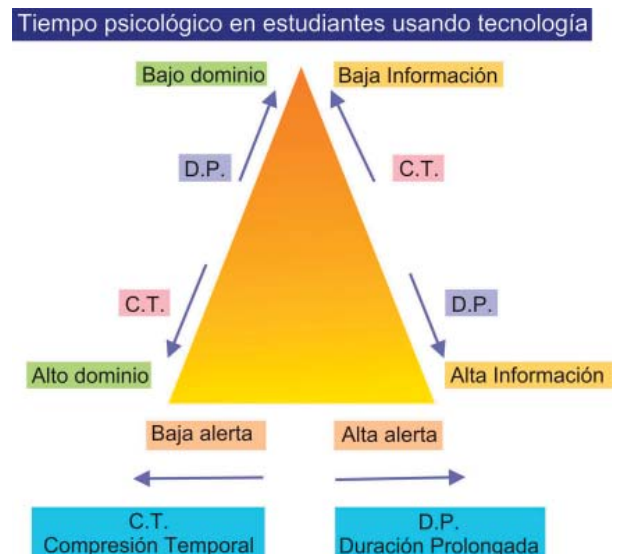 Tiempo psicológico en estudiantes usando tecnología
Bajo dominio
Baja Información
D.P.
C.T.
C.T.
D.P.
Alto dominio
Alta Información
Baja alerta
Alta alerta
C.T.
Compresión Temporal
D.P.
Duración Prolongada